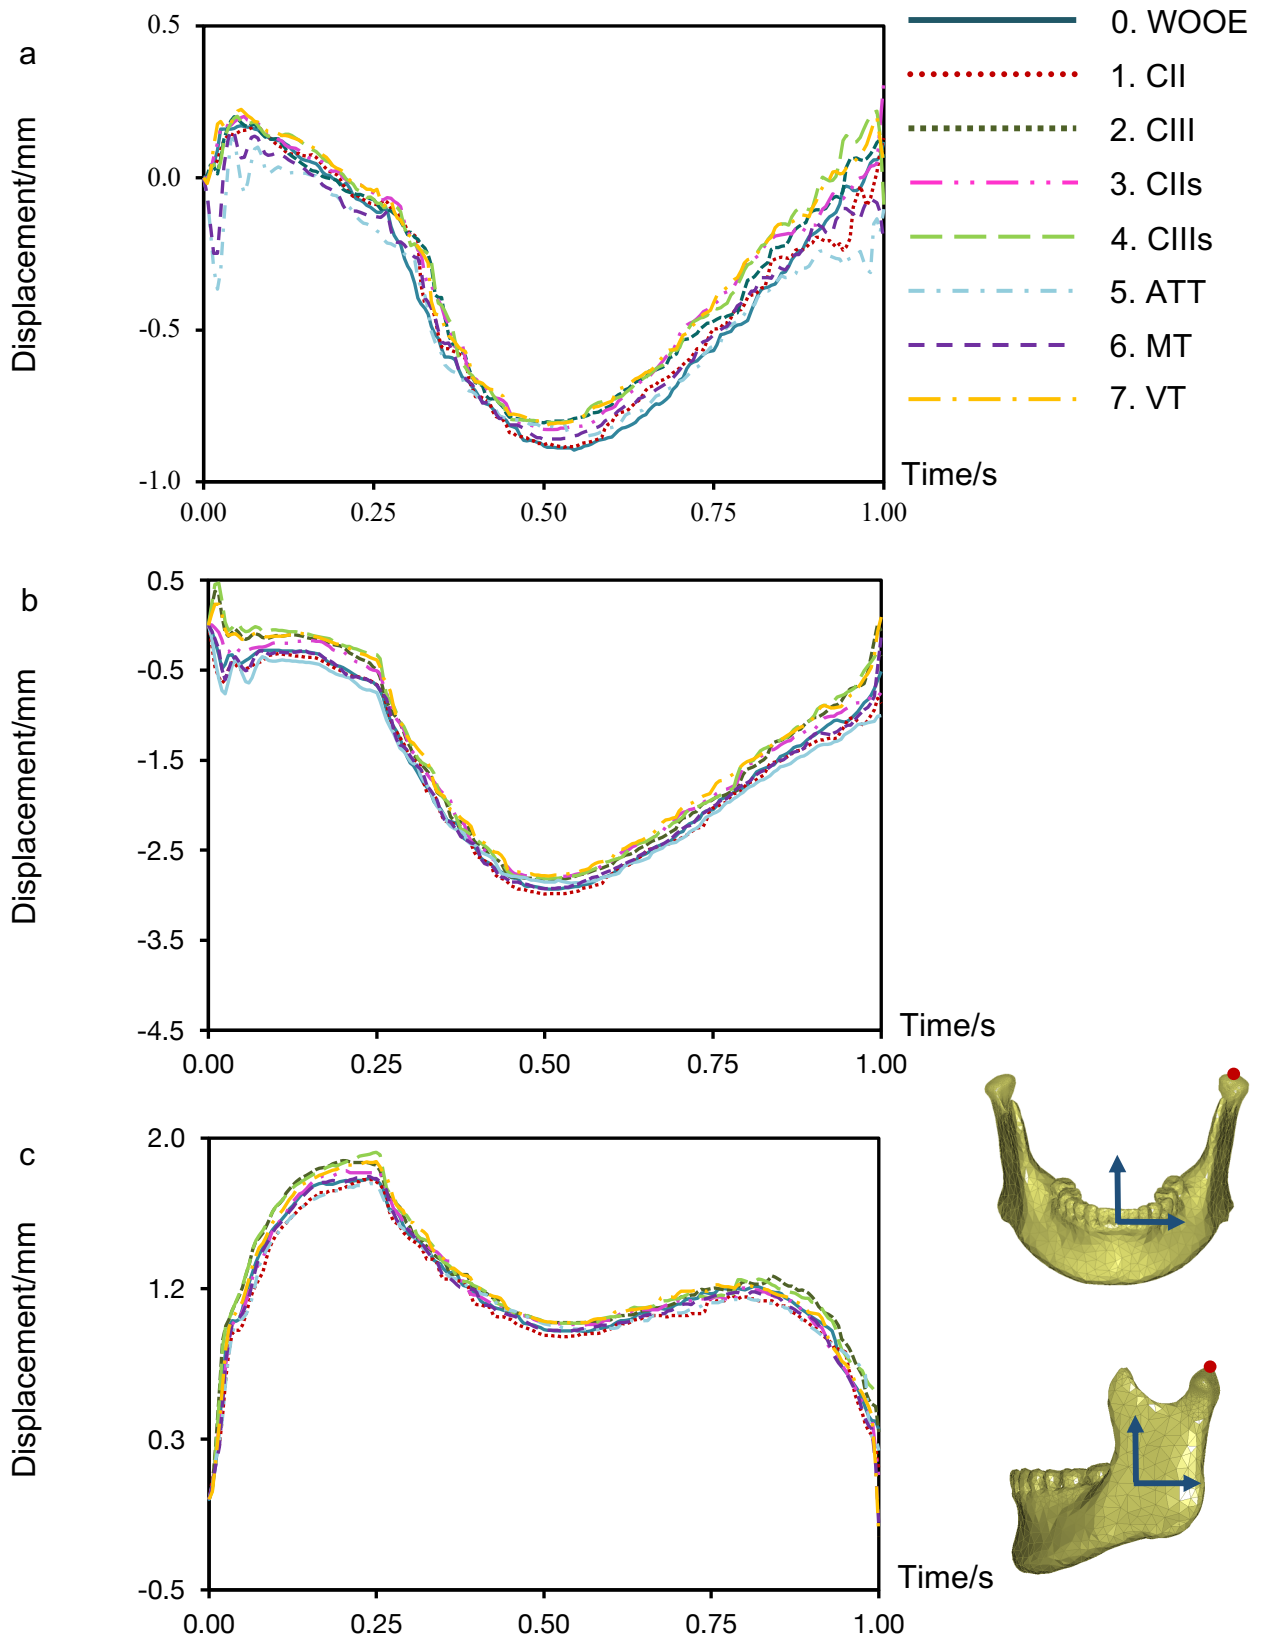 a
Displacement/mm
0.5
0.0
-0.5
-1.0
0.00 0.25 0.50 0.75 1.00
Time/s
0. WOOE
1. CII
2. CIII
3. CIIs
4. CIIIs
5. ATT
6. MT
7. VT
b
Displacement/mm
0.5
-0.5
-1.5
-2.5
-3.5
-4.5
0.00 0.25 0.50 0.75 1.00
Time/s
c
Displacement/mm
2.0
1.2
0.3
-0.5
0.00 0.25 0.50 0.75 1.00
Time/s